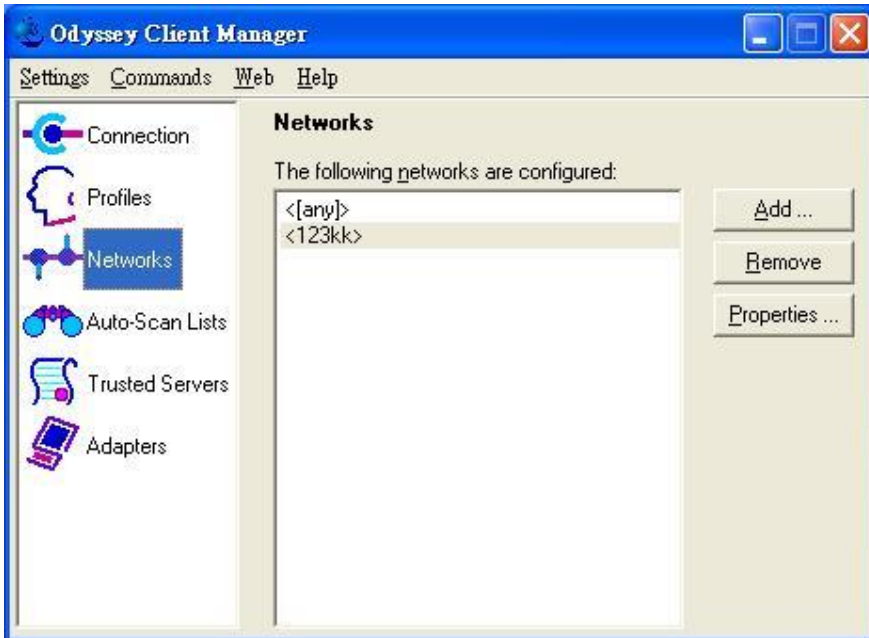 Odyssey Client Manager
Settings Commands Web Help
Connection
Profiles
Networks
Auto-Scan Lists
Trusted Servers
Adapters
Networks
The following networks are configured:
<[any]>
<123kk>
Add ...
Remove
Properties ...